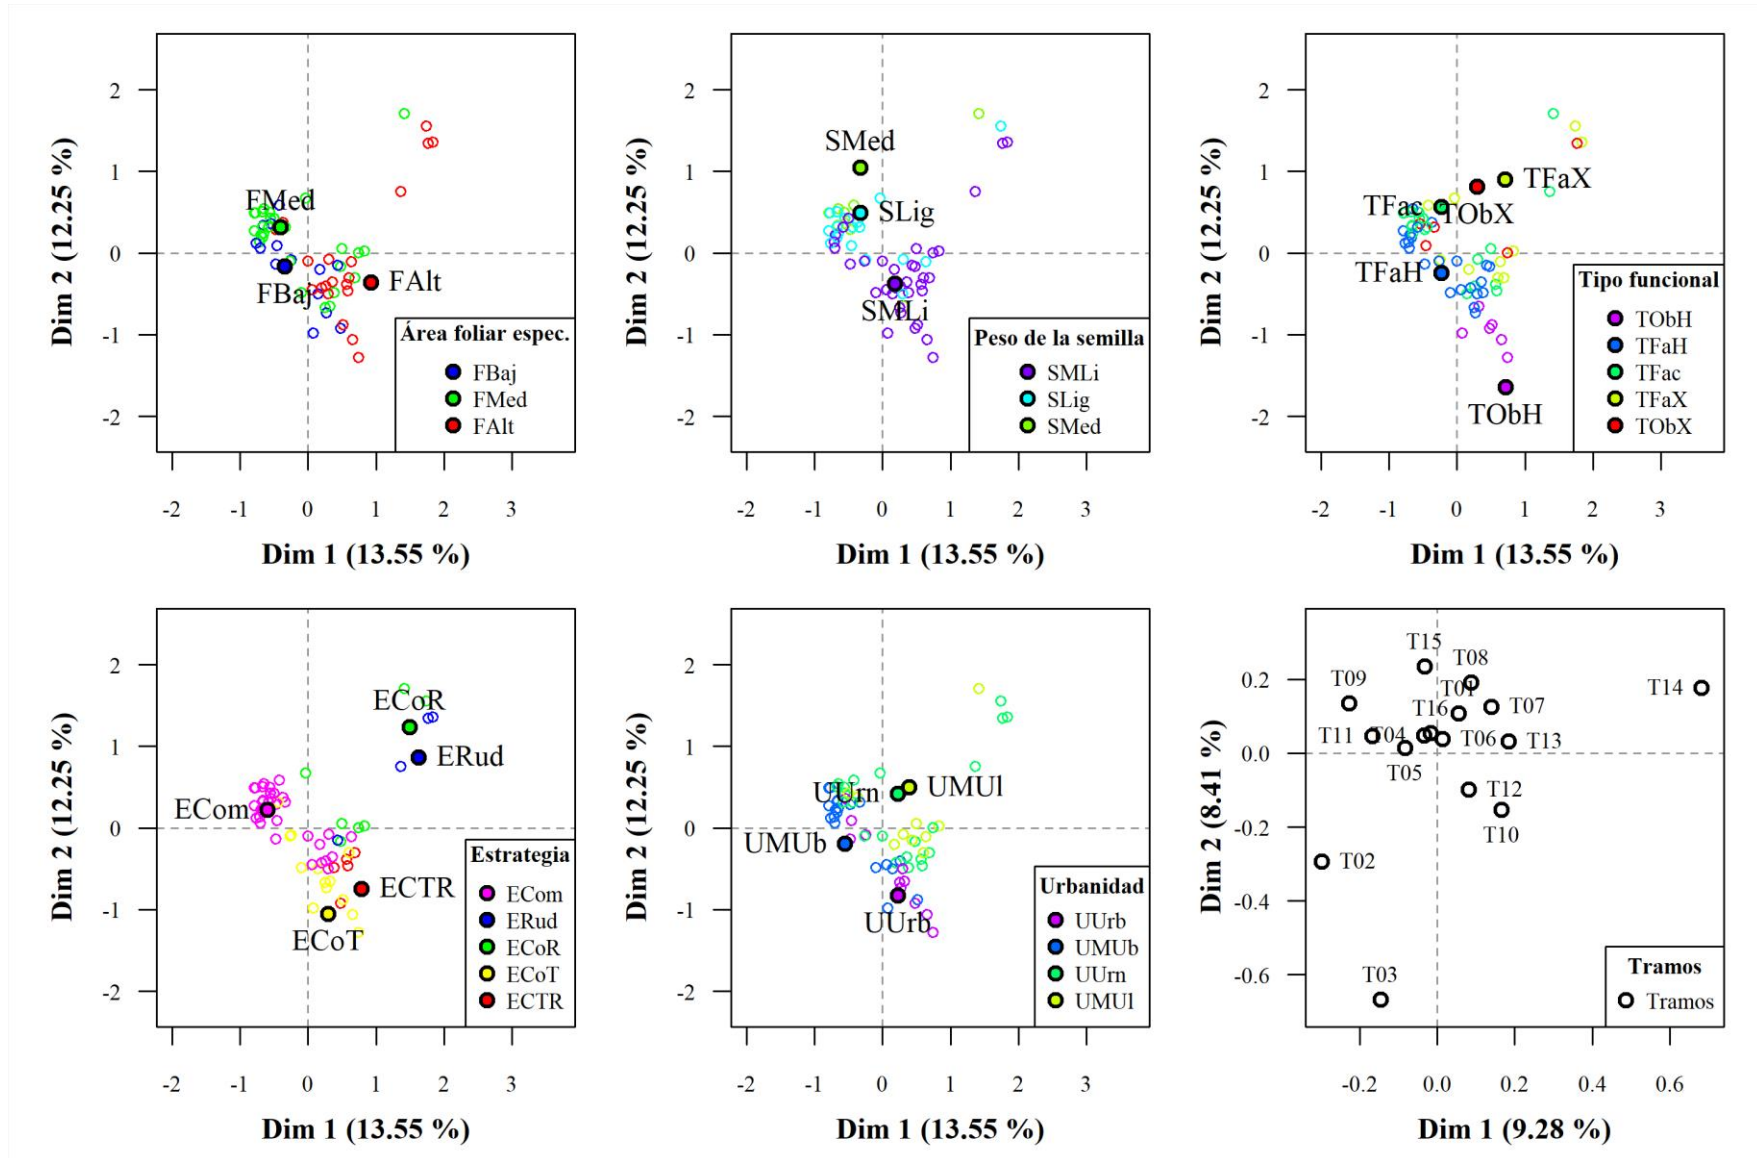 2
1
0
-1
-2
Dim 2 (12.25 %)
FMed
FBaj
FAlt
Área foliar espec.
FBaj
FMed
FAlt
-2 -1 0 1 2 3
Dim 1 (13.55 %)
2
1
0
-1
-2
Dim 2 (12.25 %)
SMed
SLig
SMLi
Peso de la semilla
SMLi
SLig
SMed
-2 -1 0 1 2 3
Dim 1 (13.55 %)
2
1
0
-1
-2
Dim 2 (12.25 %)
TFaX
TFac
TObX
TFaH
TObH
Tipo funcional
TObH
TFaH
TFac
TFaX
TObX
-2 -1 0 1 2 3
Dim 1 (13.55 %)
2
1
0
-1
-2
Dim 2 (12.25 %)
ECoR
ERud
ECom
ECTR
ECoT
Estrategia
ECom
ERud
ECoR
ECoT
ECTR
-2 -1 0 1 2 3
Dim 1 (13.55 %)
2
1
0
-1
-2
Dim 2 (12.25 %)
UUrn
UMUl
UMUb
UUrb
Urbanidad
UUrb
UMUb
UUrn
UMUl
-2 -1 0 1 2 3
Dim 1 (13.55 %)
0.2
0.0
-0.2
-0.4
-0.6
Dim 2 (8.41 %)
T15
T08
T09
T01
T14
T16
T07
T11
T04
T06
T13
T05
T12
T10
T02
T03
Tramos
Tramos
-0.2 0.0 0.2 0.4 0.6
Dim 1 (9.28 %)